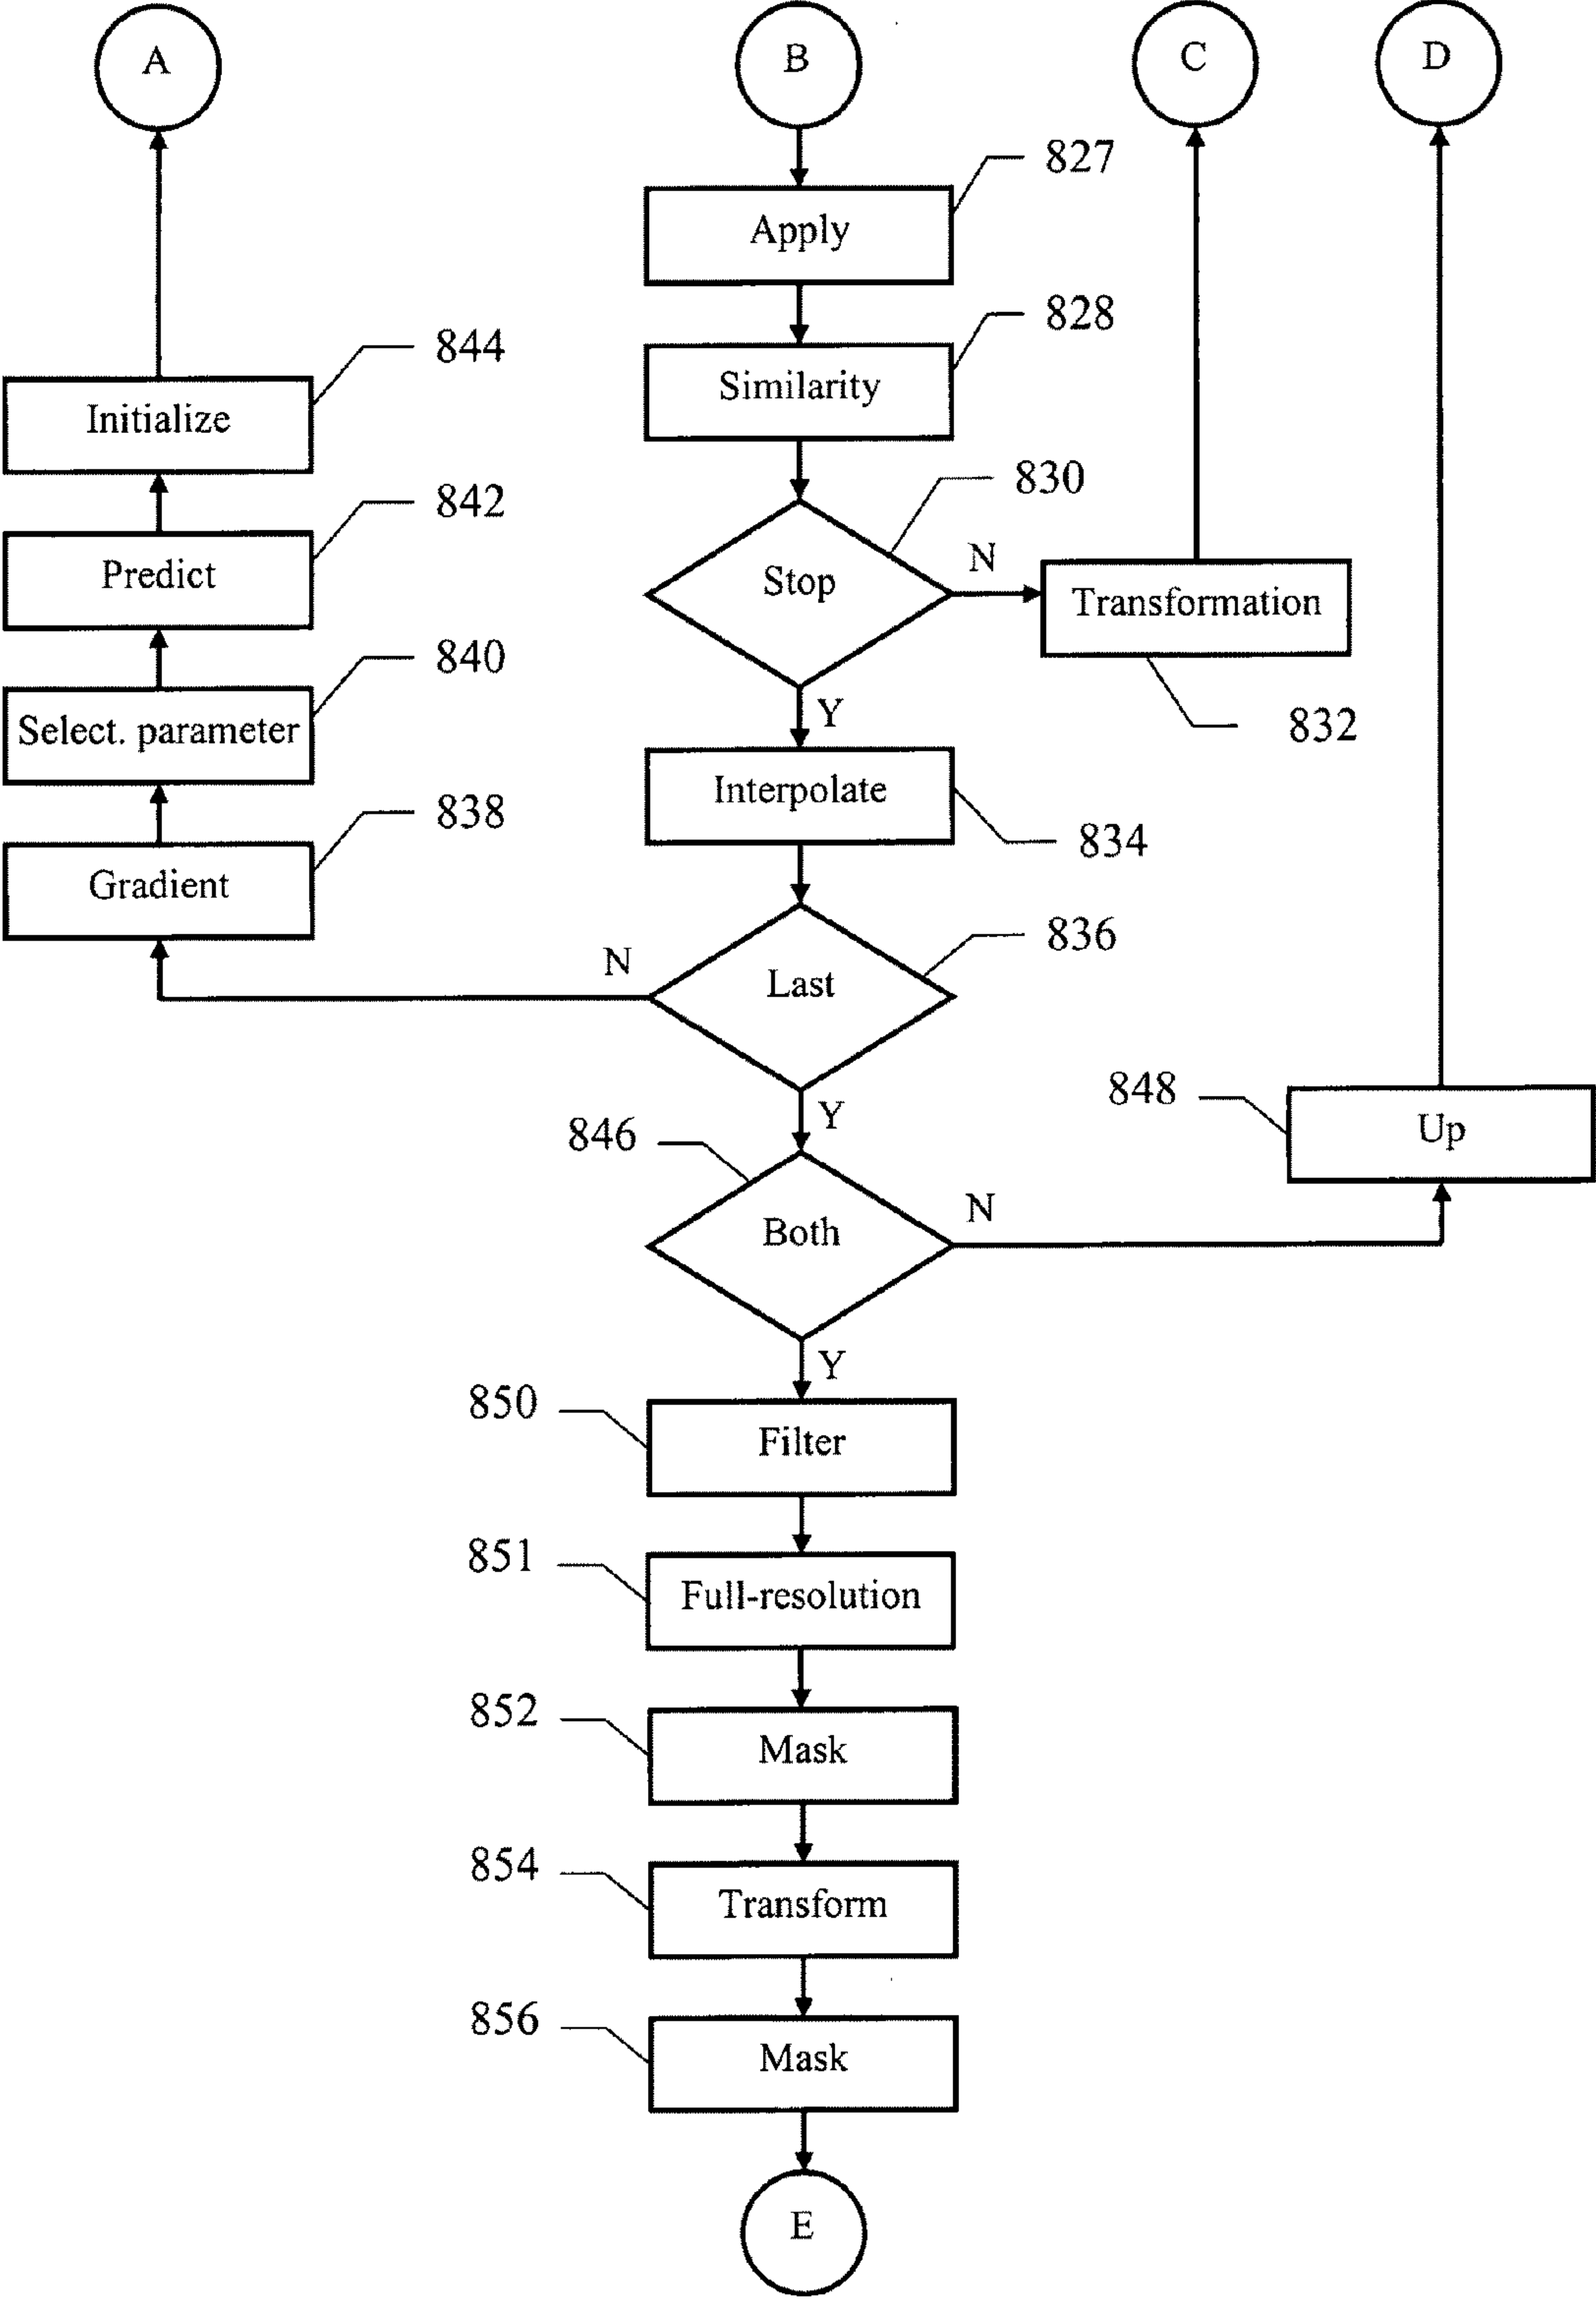 A
B
C
D
827
Apply
828
Similarity
844
Initialize
830
Stop
N
842
Predict
Transformation
832
840
Select. parameter
Y
Interpolate
834
838
Gradient
836
Last
N
848
Up
Y
846
Both
N
Y
850
Filter
851
Full-resolution
852
Mask
854
Transform
856
Mask
E